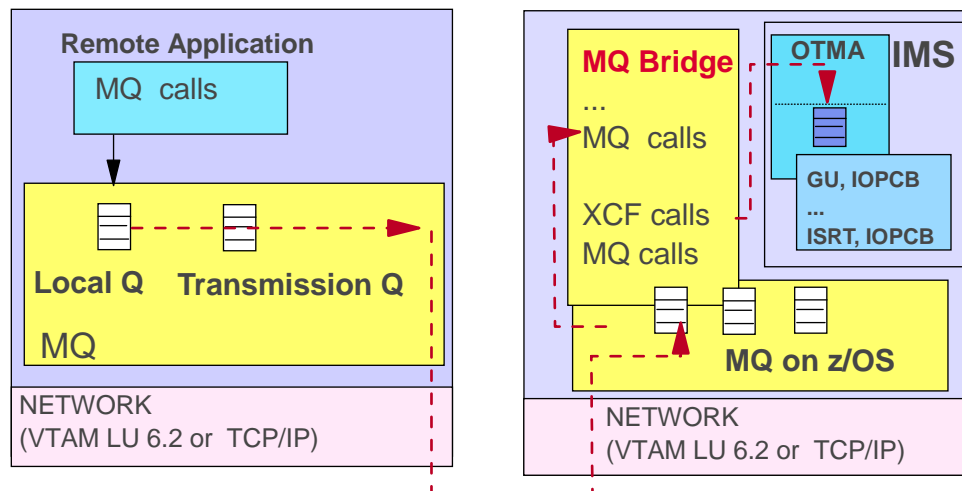 Remote Application
MQ calls
Local Q
Transmission Q
MQ
NETWORK
(VTAM LU 6.2 or TCP/IP)
MQ Bridge
...
MQ calls
XCF calls
MQ calls
OTMA
IMS
GU, IOPCB
...
ISRT, IOPCB
MQ on z/OS
NETWORK
(VTAM LU 6.2 or TCP/IP)